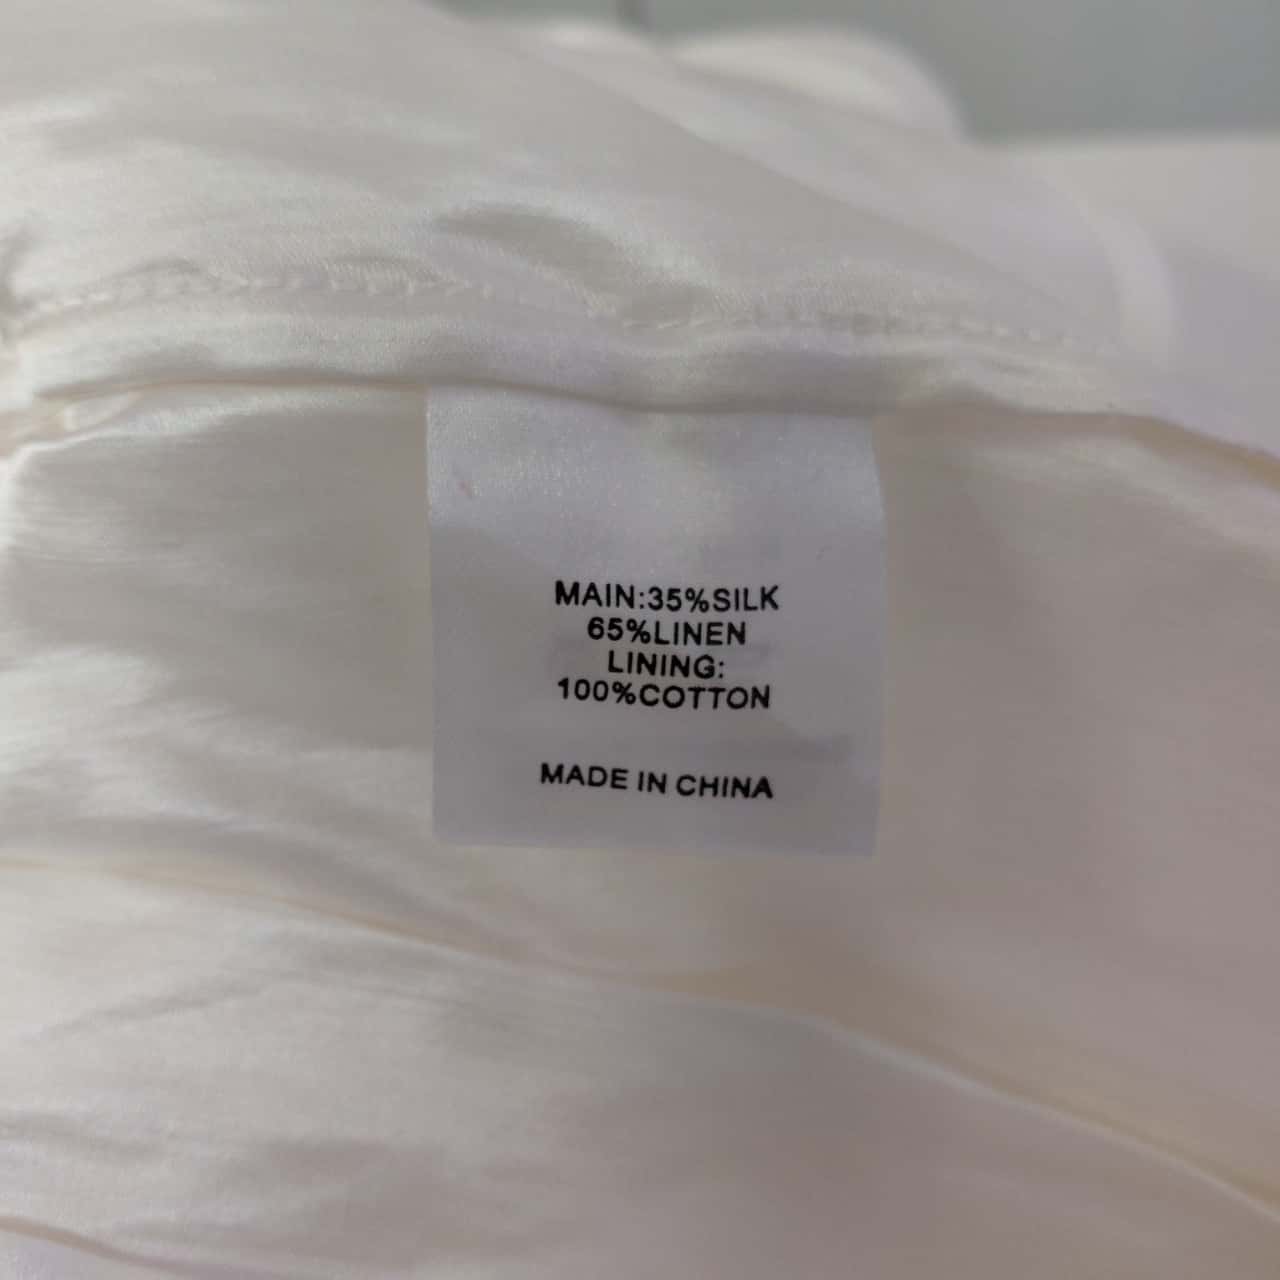 MAIN:35%SILK
65%LINEN
LINING:
100%COTTON
MADE IN CHINA